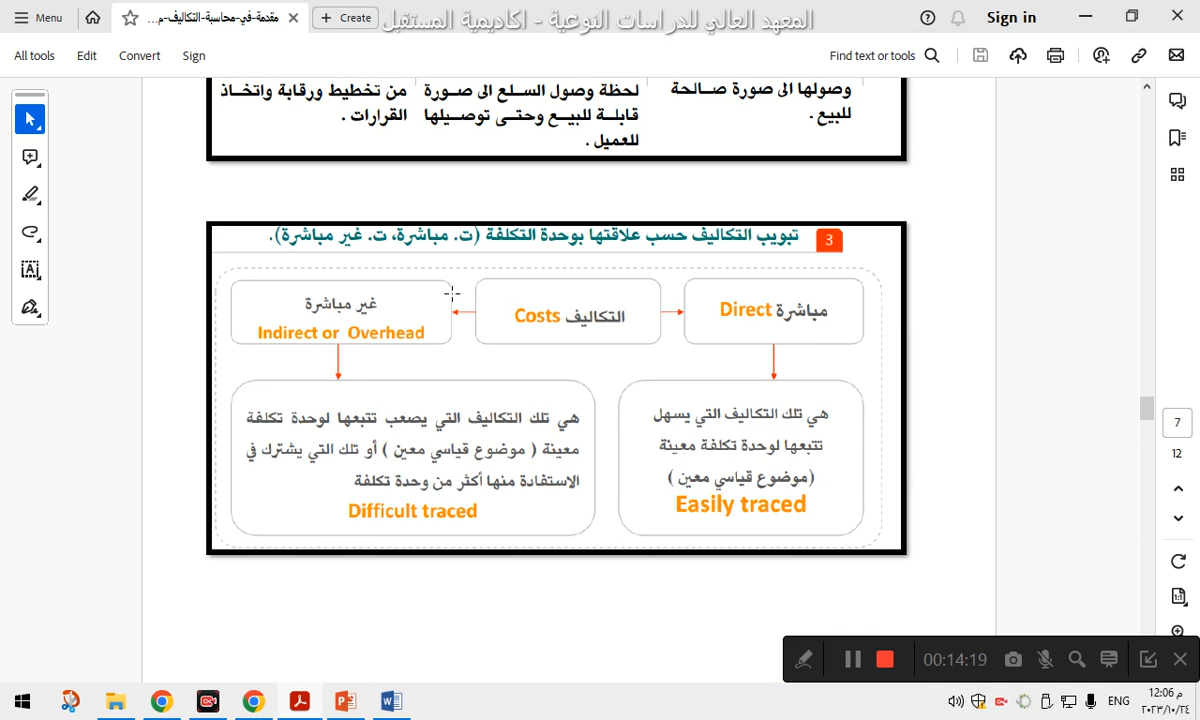 Menu
مقدمة-في-محاسبة-التكاليف-م...
Create
المعهد العالي للدراسات النوعية - اكاديمية المستقبل
Sign in
All tools
Edit
Convert
Sign
Find text or tools
وصولها الى صورة صالحة
للبيع .
لحظة وصول السلع الى صورة
قابلة للبيع وحتى توصيلها
للعميل .
من تخطيط ورقابة واتخاذ
القرارات .
3
تبويب التكاليف حسب علاقتها بوحدة التكلفة (ت. مباشرة، ت. غير مباشرة).
مباشرة Direct
التكاليف Costs
غير مباشرة
Indirect or Overhead
هي تلك التكاليف التي يسهل
تتبعها لوحدة تكلفة معينة
(موضوع قياسي معين )
Easily traced
هي تلك التكاليف التي يصعب تتبعها لوحدة تكلفة
معينة ( موضوع قياسي معين ) أو تلك التي يشترك في
الاستفادة منها أكثر من وحدة تكلفة
Difficult traced
7
12
00:14:19
ENG
12:06 م
٢٠٢٣/١٠/٢٤